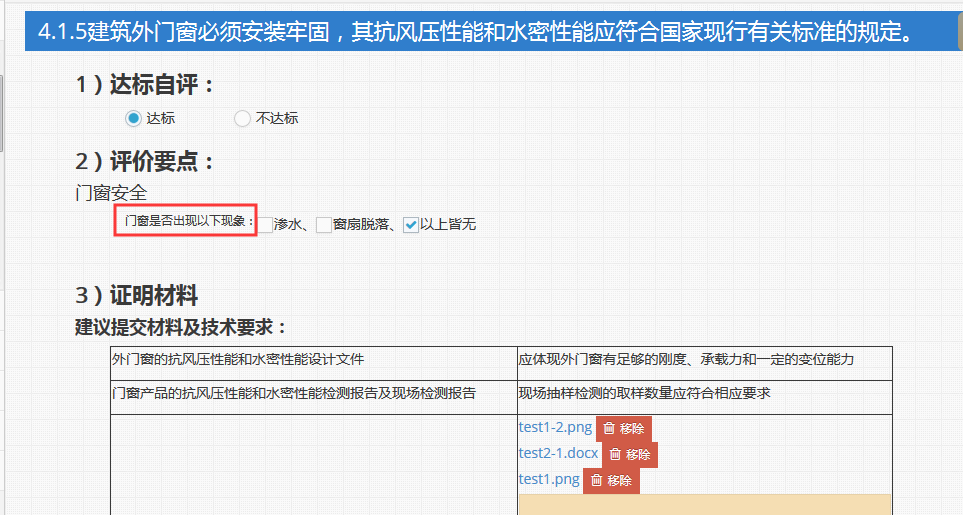 4.1.5建筑外门窗必须安装牢固，其抗风压性能和水密性能应符合国家现行有关标准的规定。
1）达标自评：
达标 不达标
2）评价要点：
门窗安全
门窗是否出现以下现象： 渗水、 窗扇脱落、 以上皆无
3）证明材料
建议提交材料及技术要求：
外门窗的抗风压性能和水密性能设计文件 应体现外门窗有足够的刚度、承载力和一定的变位能力
门窗产品的抗风压性能和水密性能检测报告及现场检测报告 现场抽样检测的取样数量应符合相应要求
test1-2.png 移除
test2-1.docx 移除
test1.png 移除